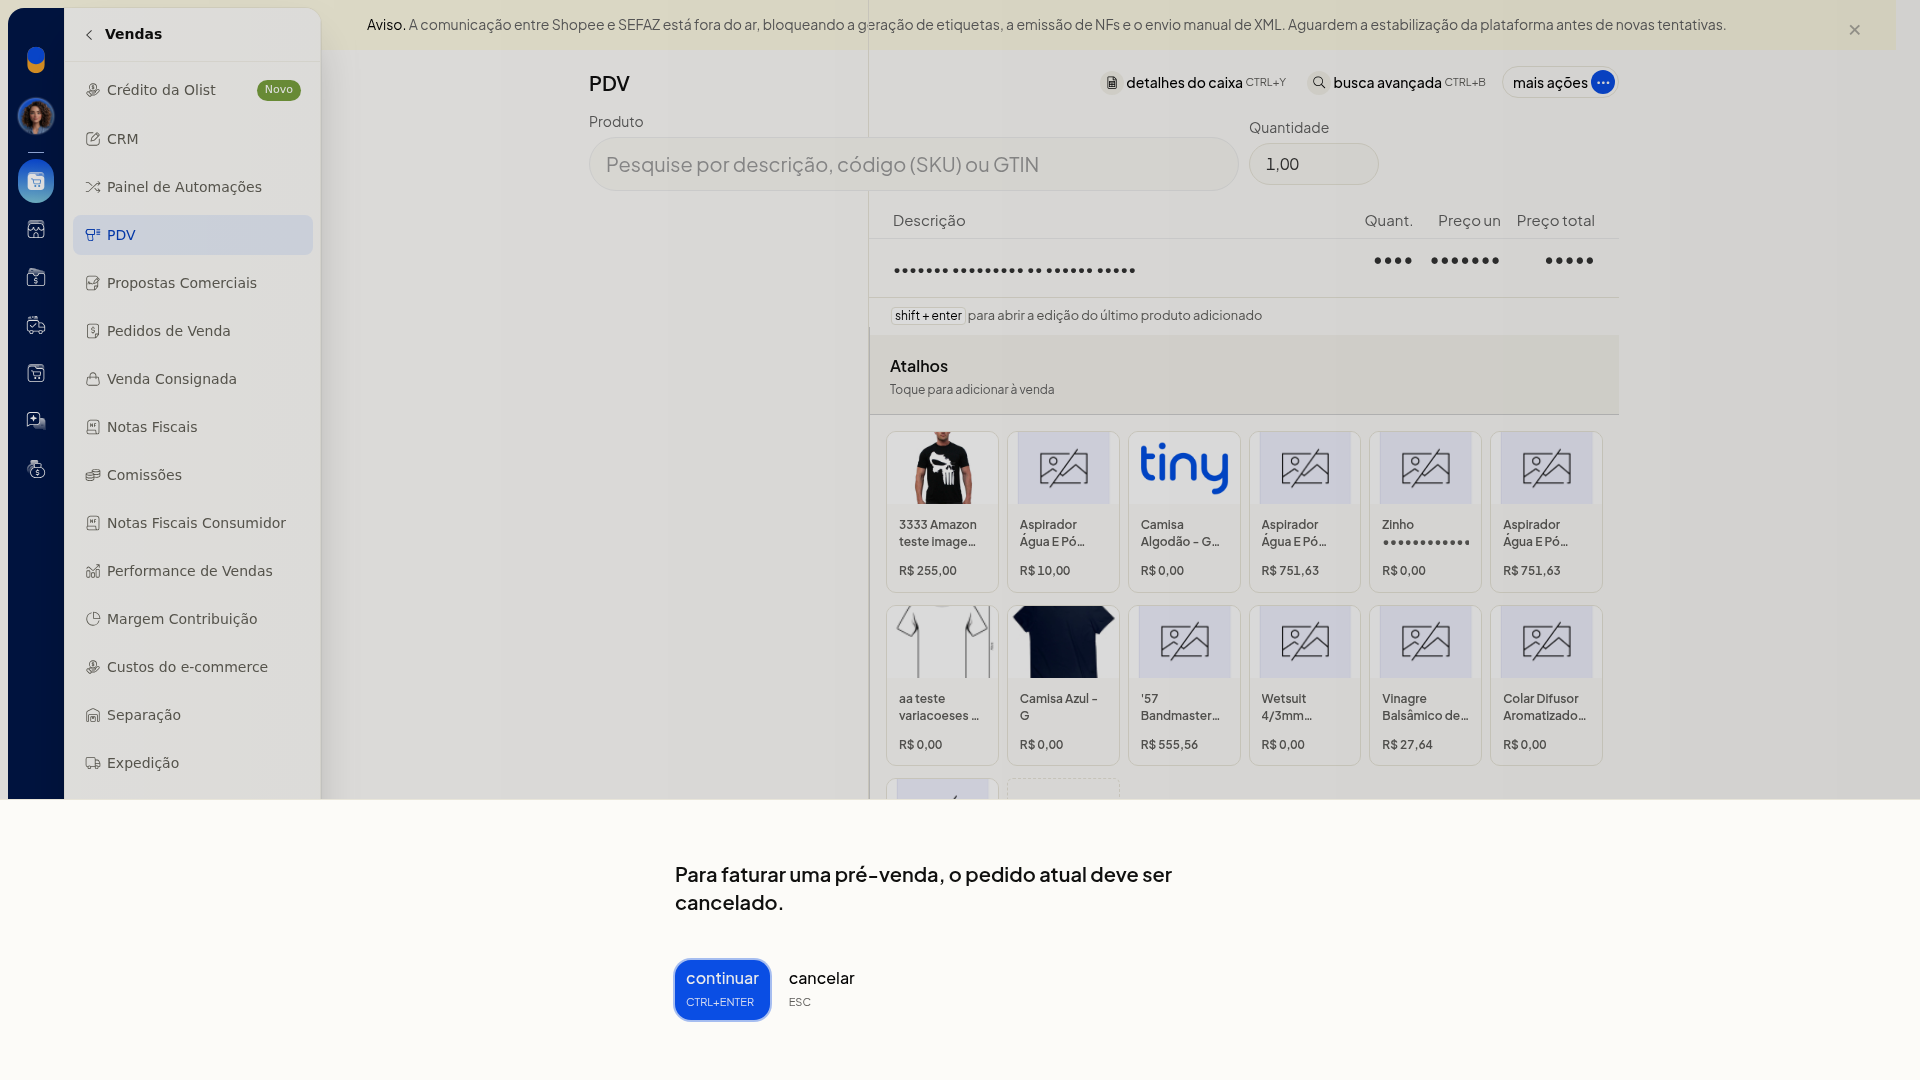 Aviso. A comunicação entre Shopee e SEFAZ está fora do ar, bloqueando a geração de etiquetas, a emissão de NFs e o envio manual de XML. Aguardem a estabilização da plataforma antes de novas tentativas.
Vendas
Crédito da Olist Novo
CRM
Painel de Automações
PDV
Propostas Comerciais
Pedidos de Venda
Venda Consignada
Notas Fiscais
Comissões
Notas Fiscais Consumidor
Performance de Vendas
Margem Contribuição
Custos do e-commerce
Separação
Expedição
PDV
detalhes do caixa CTRL+Y
busca avançada CTRL+B
mais ações
Produto
Pesquise por descrição, código (SKU) ou GTIN
Quantidade
1,00
Descrição Quant. Preço un Preço total
••••••• ••••••••• •• •••••• ••••• •••• ••••••• •••••
shift + enter para abrir a edição do último produto adicionado
Atalhos
Toque para adicionar à venda
3333 Amazon
teste image...
R$ 255,00
Aspirador
Água E Pó...
R$ 10,00
tiny
Camisa
Algodão - G...
R$ 0,00
Aspirador
Água E Pó...
R$ 751,63
Zinho
••••••••••••
R$ 0,00
Aspirador
Água E Pó...
R$ 751,63
aa teste
variacoeses ...
R$ 0,00
Camisa Azul -
G
R$ 0,00
'57
Bandmaster...
R$ 555,56
Wetsuit
4/3mm...
R$ 0,00
Vinagre
Balsâmico de...
R$ 27,64
Colar Difusor
Aromatizado...
R$ 0,00
Para faturar uma pré-venda, o pedido atual deve ser
cancelado.
continuar
CTRL+ENTER
cancelar
ESC